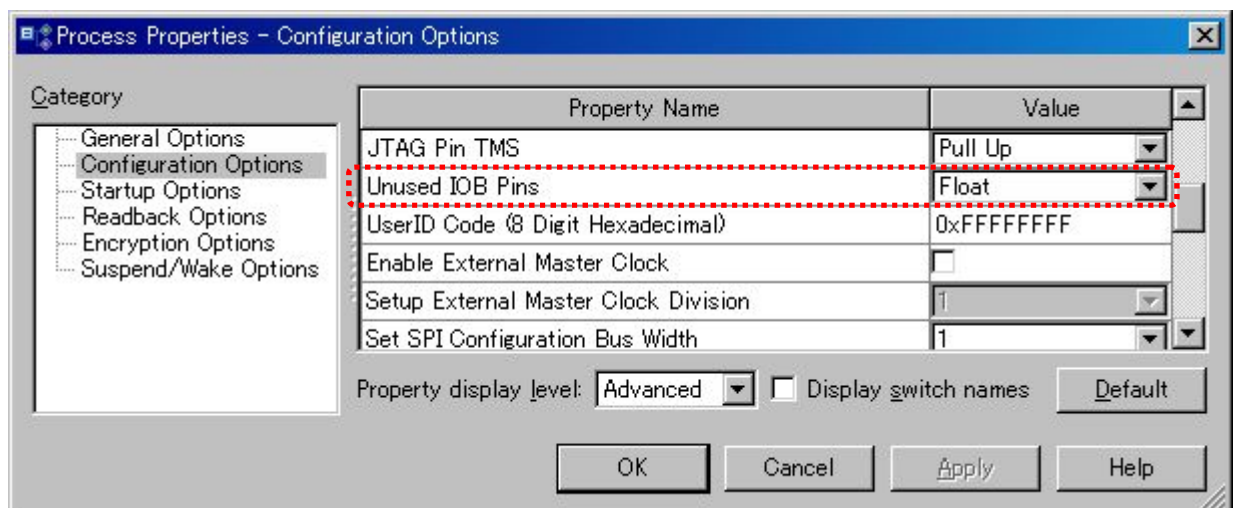 Process Properties - Configuration Options
Category
General Options
Configuration Options
Startup Options
Readback Options
Encryption Options
Suspend/Wake Options
Property Name Value
JTAG Pin TMS Pull Up
Unused IOB Pins Float
UserID Code (8 Digit Hexadecimal) 0xFFFFFFFF
Enable External Master Clock
Setup External Master Clock Division 1
Set SPI Configuration Bus Width 1
Property display level: Advanced Display switch names Default
OK Cancel Apply Help